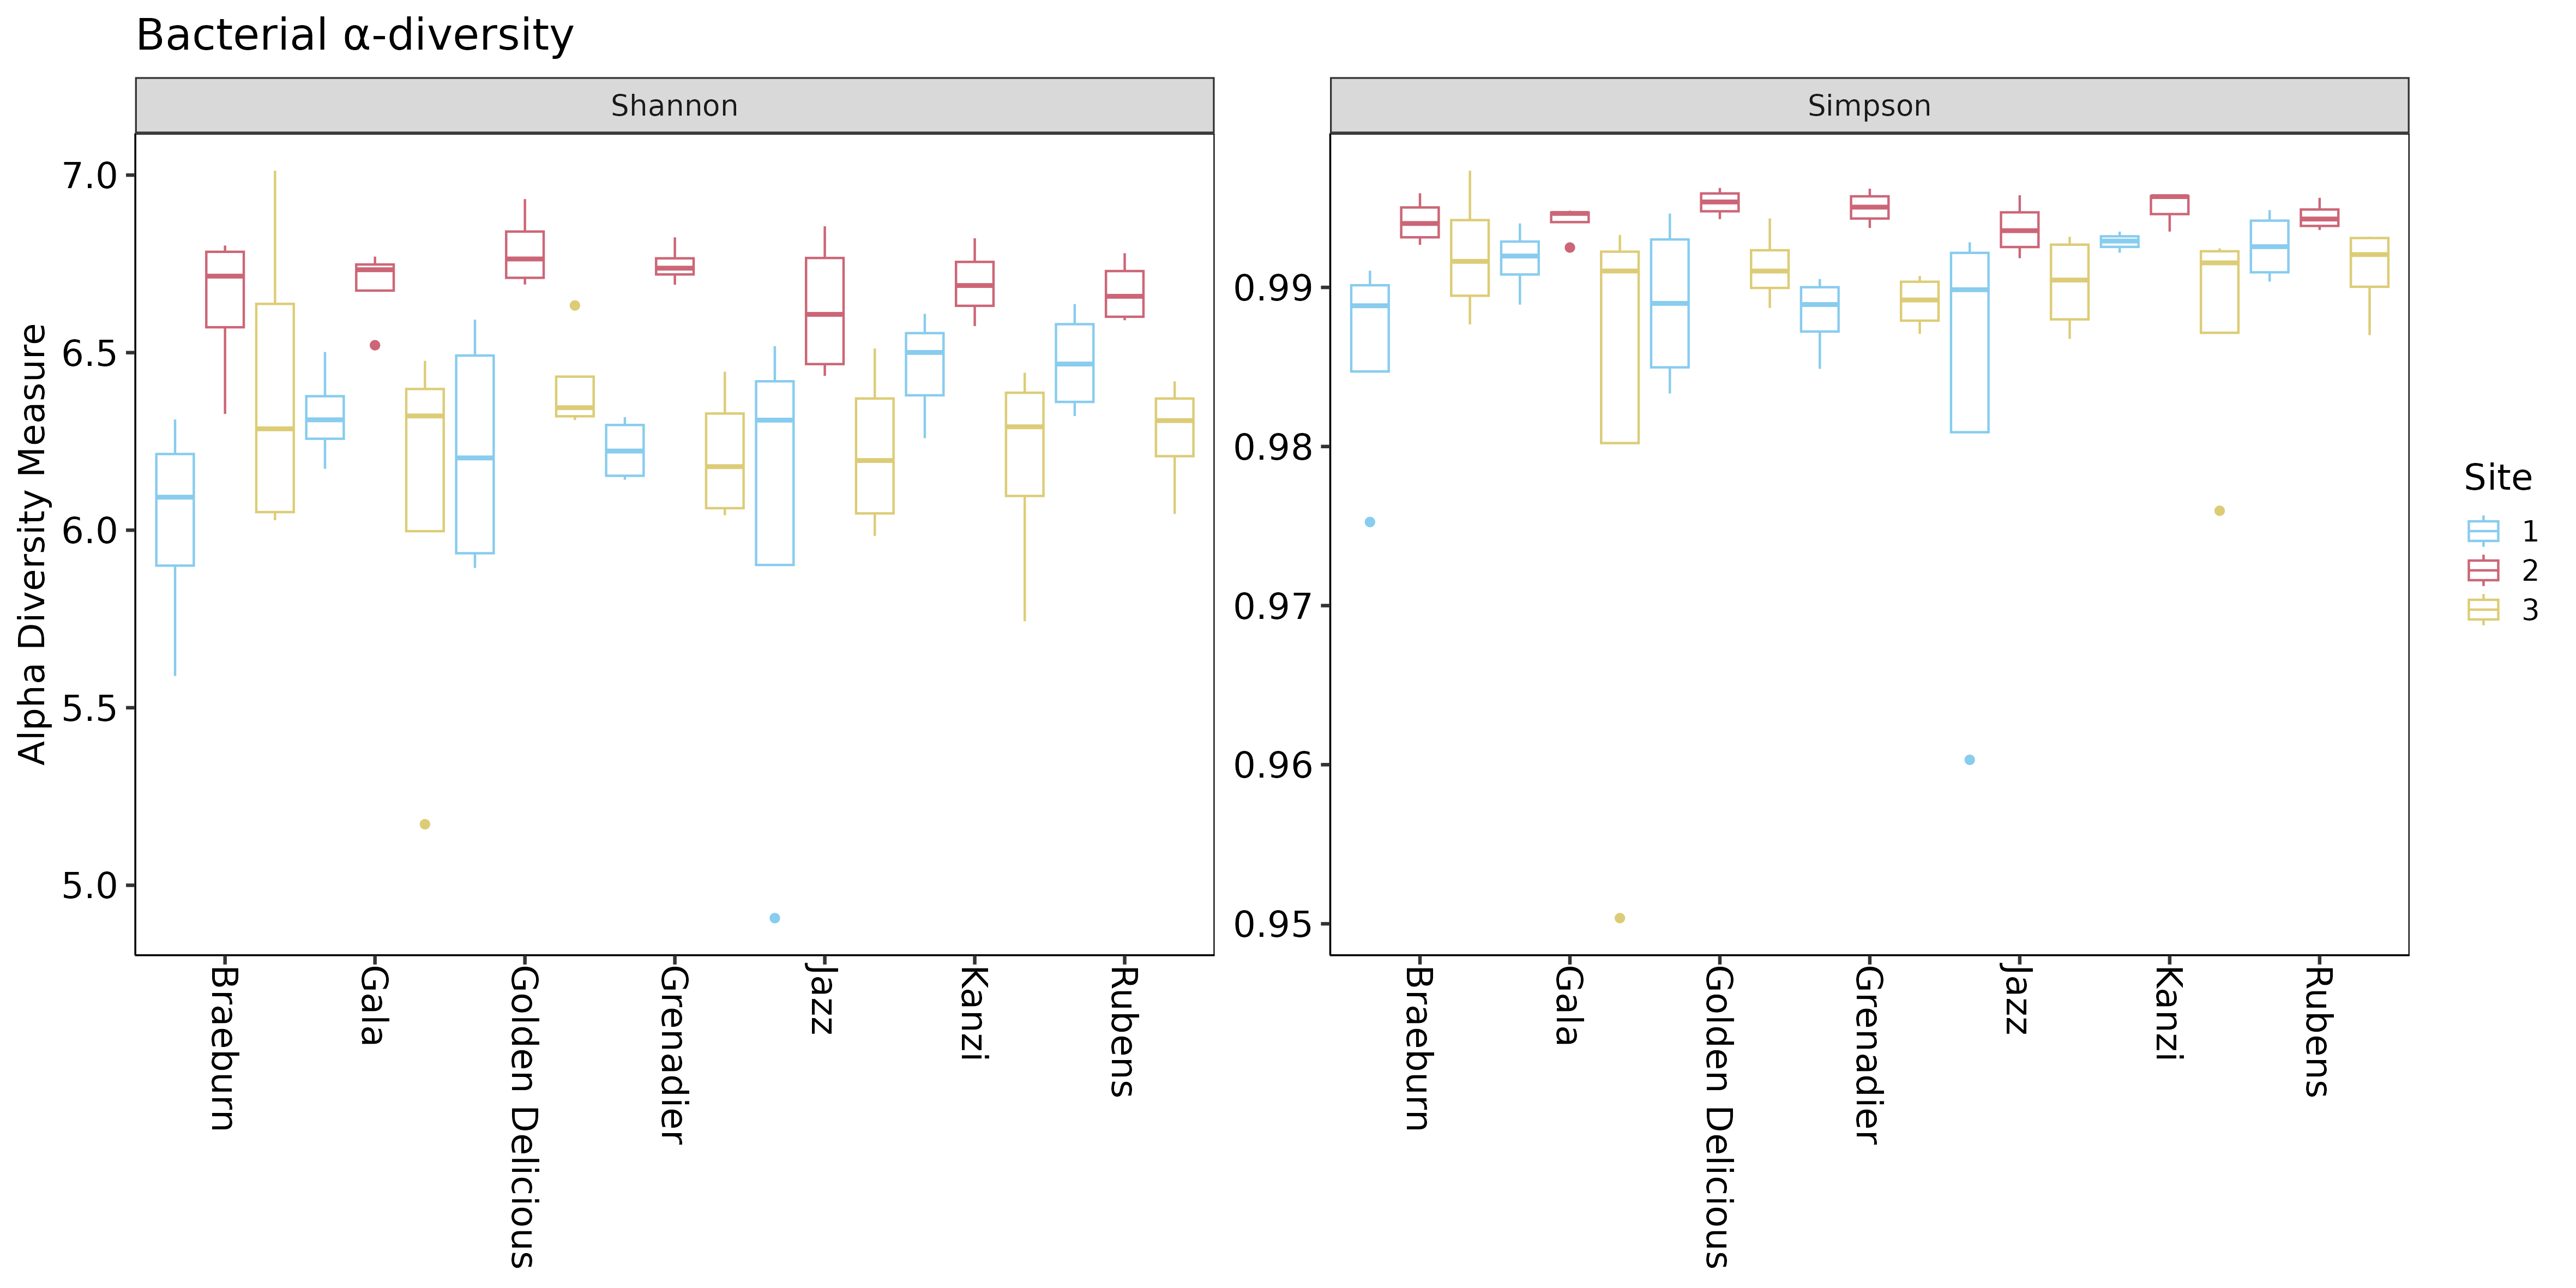 Bacterial α-diversity
Shannon
Simpson
Alpha Diversity Measure
7.0
6.5
6.0
5.5
5.0
0.99
0.98
0.97
0.96
0.95
Braeburn
Gala
Golden Delicious
Grenadier
Jazz
Kanzi
Rubens
Braeburn
Gala
Golden Delicious
Grenadier
Jazz
Kanzi
Rubens
Site
1
2
3